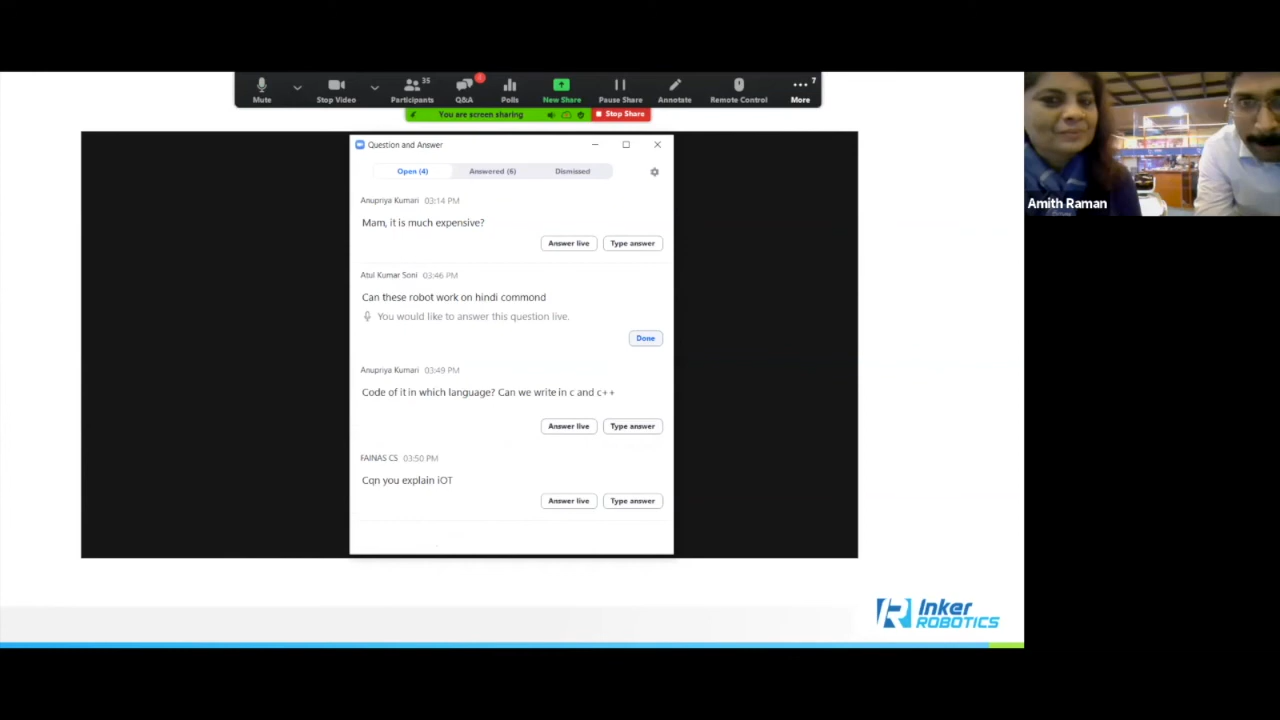 35
7
Mute
Stop Video
Participants
Q&A
Polls
New Share
Pause Share
Annotate
Remote Control
More
You are screen sharing
Stop Share
Question and Answer
Open (4)
Answered (6)
Dismissed
Anupriya Kumari 03:14 PM
Mam, it is much expensive?
Answer live
Type answer
Atul Kumar Soni 03:46 PM
Can these robot work on hindi commond
You would like to answer this question live.
Done
Anupriya Kumari 03:49 PM
Code of it in which language? Can we write in c and c++
Answer live
Type answer
FAINAS CS 03:50 PM
Cqn you explain iOT
Answer live
Type answer
Amith Raman
Inker
ROBOTICS